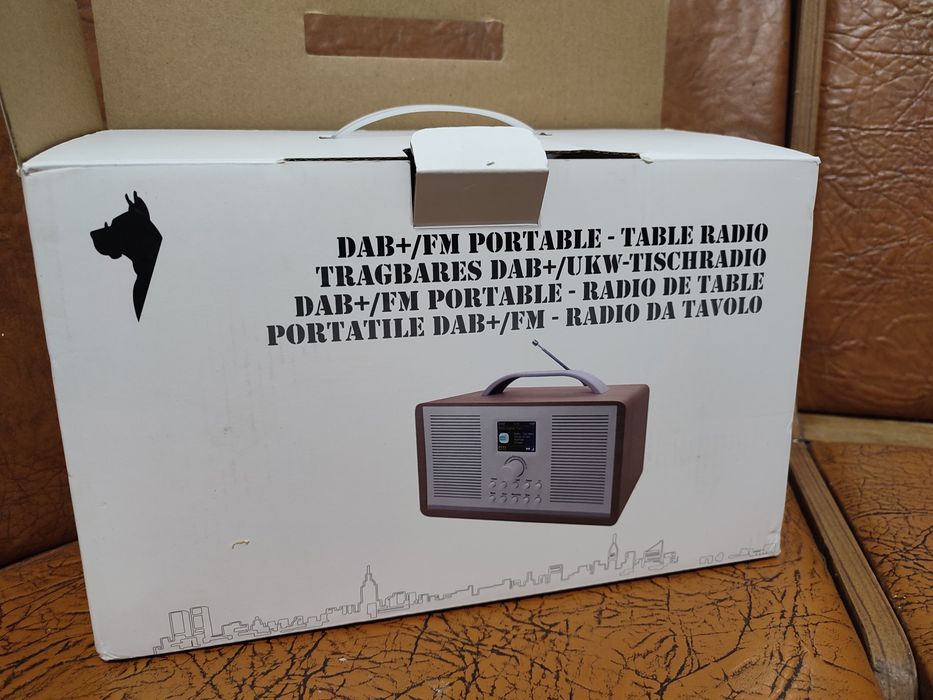 DAB+/FM PORTABLE - TABLE RADIO
TRAGBARES DAB+/UKW-TISCHRADIO
DAB+/FM PORTABLE - RADIO DE TABLE
PORTATILE DAB+/FM - RADIO DA TAVOLO